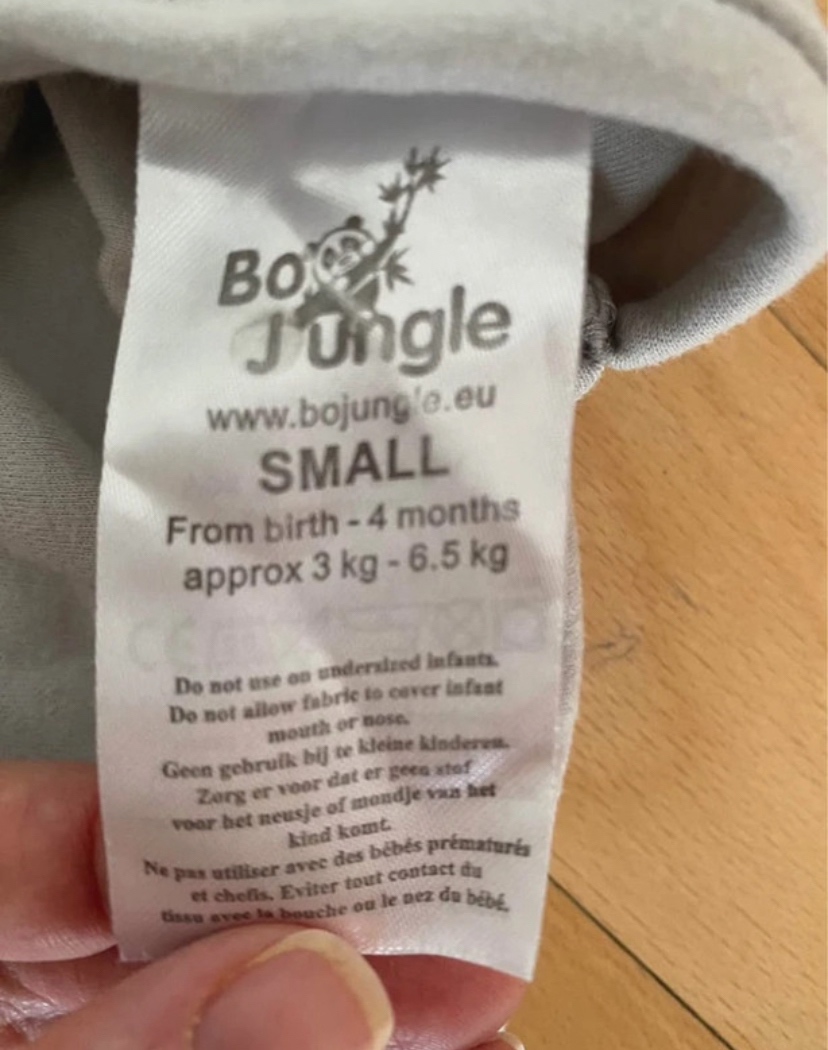 Bo
Jungle
www.bojungle.eu
SMALL
From birth - 4 months
approx 3 kg - 6.5 kg
Do not use on undersized infants.
Do not allow fabric to cover infant
mouth or nose.
Geen gebruik bij te kleine kinderen.
Zorg er voor dat er geen stof
voor het neusje of mondje van het
kind komt.
Ne pas utiliser avec des bébés prématurés
et chefis. Eviter tout contact du
tissu avec la bouche ou le nez du bébé.